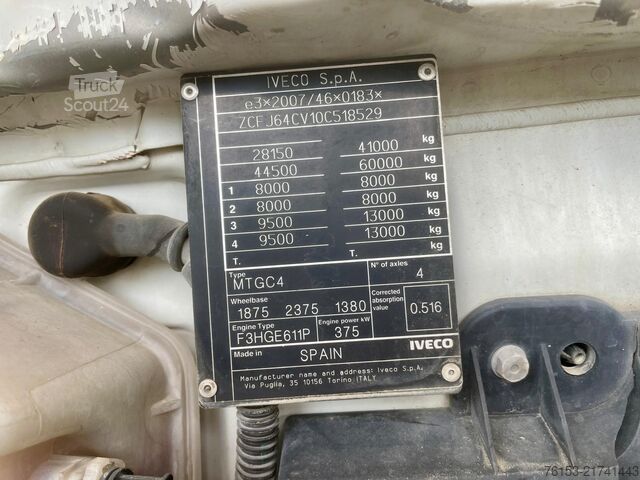 Truck
Scout24
IVECO S.p.A.
e3*2007/46*0183*
ZCFJ64CV10C518529
28150 41000 kg
44500 60000 kg
1 8000 8000 kg
2 8000 8000 kg
3 9500 13000 kg
4 9500 13000 kg
T. T. kg
Type N° of axles
MTGC4 4
Wheelbase
1875 2375 1380
Corrected absorption value 0.516
Engine Type Engine power kW
F3HGE611P 375
Made in SPAIN IVECO
Manufacturer name and address: Iveco S.p.A.
Via Puglia, 35 10156 Torino ITALY
76153-21741443